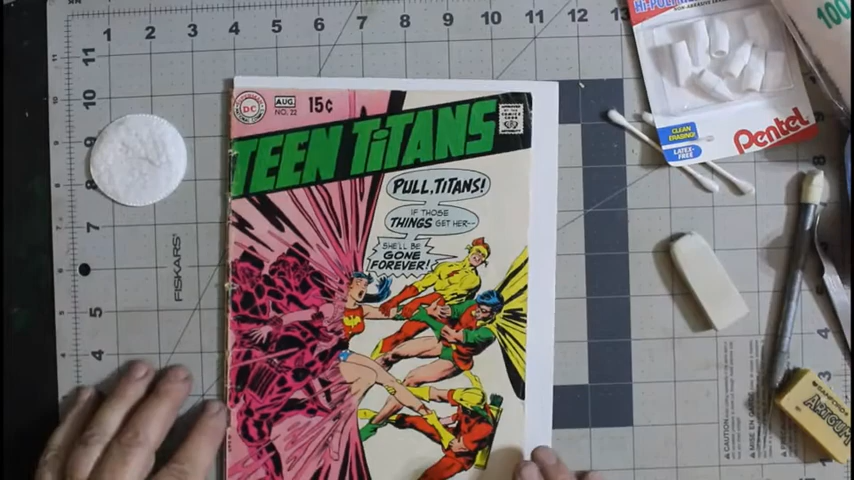 HI-POLYMER
100
DC
AUG
NO. 22
15¢
TEEN TITANS
PULL, TITANS!
IF THOSE
THINGS GET HER--
SHE'LL BE
GONE
FOREVER!
CLEAN
ERASING!
LATEX-
FREE
Pentel
FISKARS
ARTGUM
CAUTION
11 10 9 7 6 5 4
1 2 3 4 5 6 7 8 9 10 11 12
8 4 3